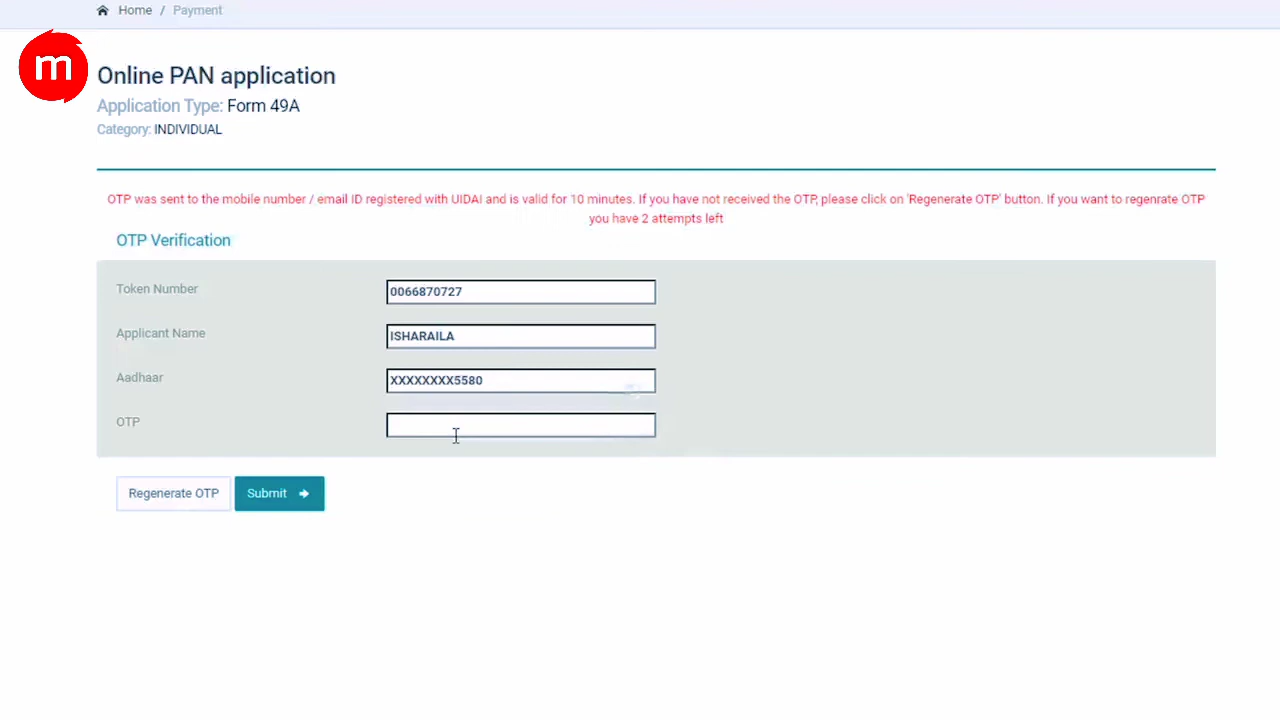 Home / Payment
m
Online PAN application
Application Type: Form 49A
Category: INDIVIDUAL
OTP was sent to the mobile number / email ID registered with UIDAI and is valid for 10 minutes. If you have not received the OTP, please click on 'Regenerate OTP' button. If you want to regenrate OTP
you have 2 attempts left
OTP Verification
Token Number 0066870727
Applicant Name ISHARAILA
Aadhaar XXXXXXXX5580
OTP
Regenerate OTP Submit